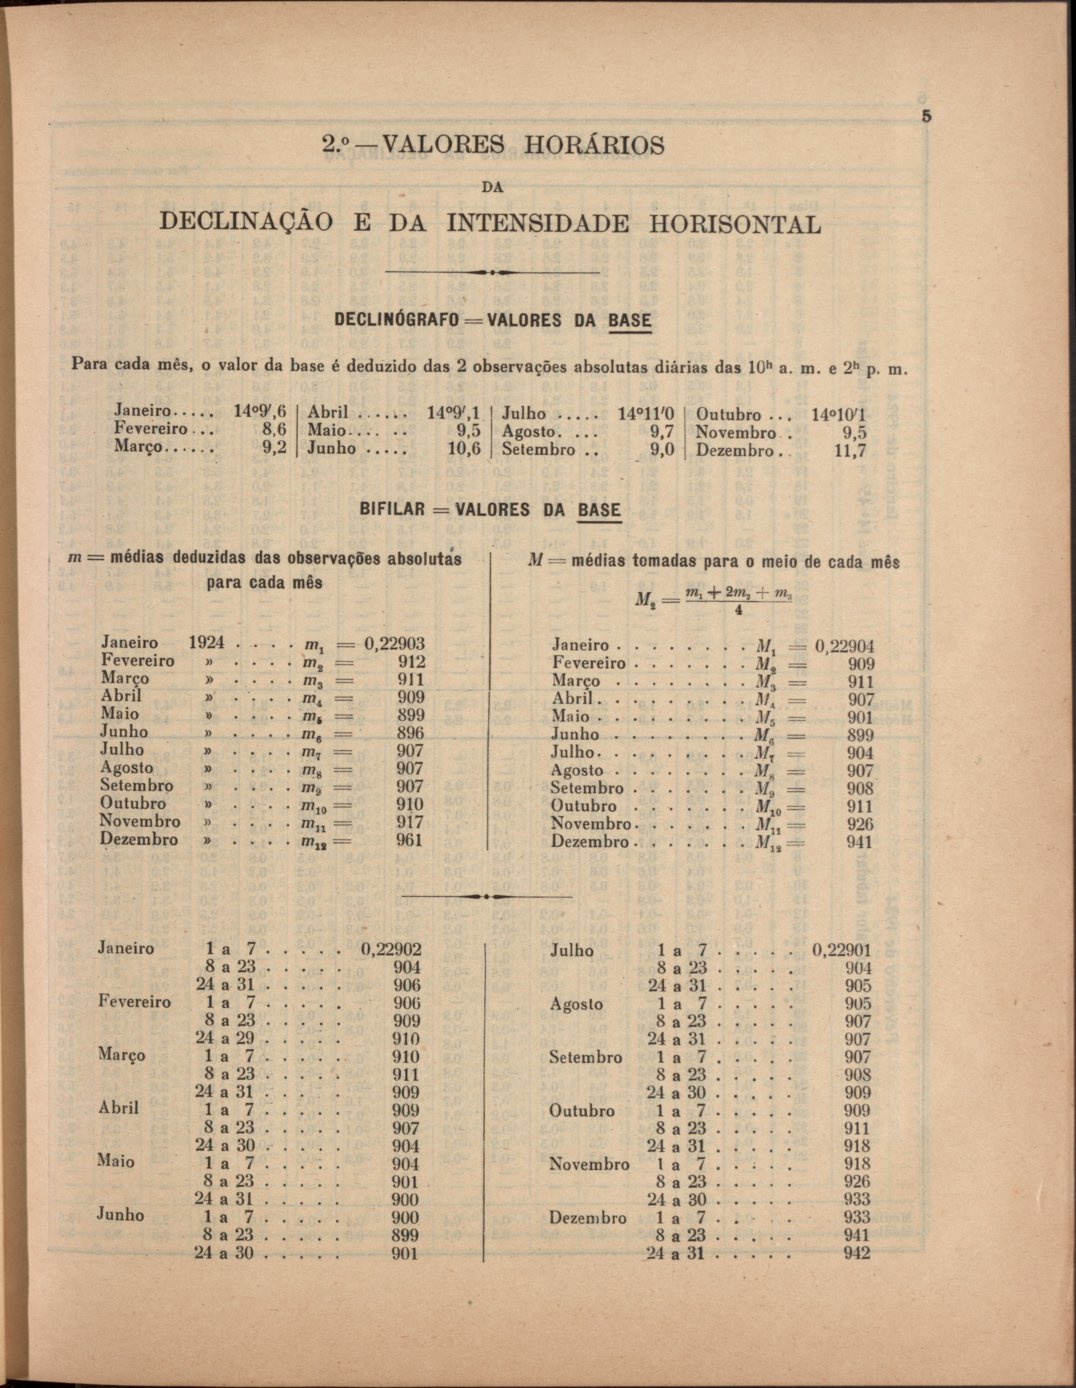 5
2.º — VALORES HORÁRIOS
DA
DECLINAÇÃO E DA INTENSIDADE HORISONTAL
DECLINÓGRAFO = VALORES DA BASE
Para cada mês, o valor da base é deduzido das 2 observações absolutas diárias das 10ʰ a. m. e 2ʰ p. m.
Janeiro..... 14º9′,6 | Abril ...... 14º9′,1 | Julho ..... 14º11′0 | Outubro ... 14º10′1
Fevereiro... 8,6 | Maio.... .. 9,5 | Agosto. ... 9,7 | Novembro . 9,5
Março...... 9,2 | Junho ..... 10,6 | Setembro .. 9,0 | Dezembro.. 11,7
BIFILAR = VALORES DA BASE
m = médias deduzidas das observações absolutas
para cada mês
Janeiro 1924 . . . . m₁ = 0,22903
Fevereiro » . . . . m₂ = 912
Março » . . . . m₃ = 911
Abril » . . . . m₄ = 909
Maio » . . . . m₅ = 899
Junho » . . . . m₆ = 896
Julho » . . . . m₇ = 907
Agosto » . . . . m₈ = 907
Setembro » . . . . m₉ = 907
Outubro » . . . . m₁₀ = 910
Novembro » . . . . m₁₁ = 917
Dezembro » . . . . m₁₂ = 961
M = médias tomadas para o meio de cada mês
M₂ = (m₁ + 2m₂ + m₃) / 4
Janeiro . . . . . . . . M₁ = 0,22904
Fevereiro . . . . . . . M₂ = 909
Março . . . . . . . . M₃ = 911
Abril. . . . . . . . . M₄ = 907
Maio . . . . . . . . . M₅ = 901
Junho . . . . . . . . M₆ = 899
Julho. . . . . . . . . M₇ = 904
Agosto . . . . . . . . M₈ = 907
Setembro . . . . . . . M₉ = 908
Outubro . . . . . . . M₁₀ = 911
Novembro. . . . . . . M₁₁ = 926
Dezembro . . . . . . . M₁₂ = 941
Janeiro 1 a 7 . . . . . 0,22902
8 a 23 . . . . . 904
24 a 31 . . . . . 906
Fevereiro 1 a 7 . . . . . 906
8 a 23 . . . . . 909
24 a 29 . . . . . 910
Março 1 a 7 . . . . . 910
8 a 23 . . . . . 911
24 a 31 . . . . . 909
Abril 1 a 7 . . . . . 909
8 a 23 . . . . . 907
24 a 30 . . . . . 904
Maio 1 a 7 . . . . . 904
8 a 23 . . . . . 901
24 a 31 . . . . . 900
Junho 1 a 7 . . . . . 900
8 a 23 . . . . . 899
24 a 30 . . . . . 901
Julho 1 a 7 . . . . . 0,22901
8 a 23 . . . . . 904
24 a 31 . . . . . 905
Agosto 1 a 7 . . . . . 905
8 a 23 . . . . . 907
24 a 31 . . . . . 907
Setembro 1 a 7 . . . . . 907
8 a 23 . . . . . 908
24 a 30 . . . . . 909
Outubro 1 a 7 . . . . . 909
8 a 23 . . . . . 911
24 a 31 . . . . . 918
Novembro 1 a 7 . . . . . 918
8 a 23 . . . . . 926
24 a 30 . . . . . 933
Dezembro 1 a 7 . . . . . 933
8 a 23 . . . . . 941
24 a 31 . . . . . 942